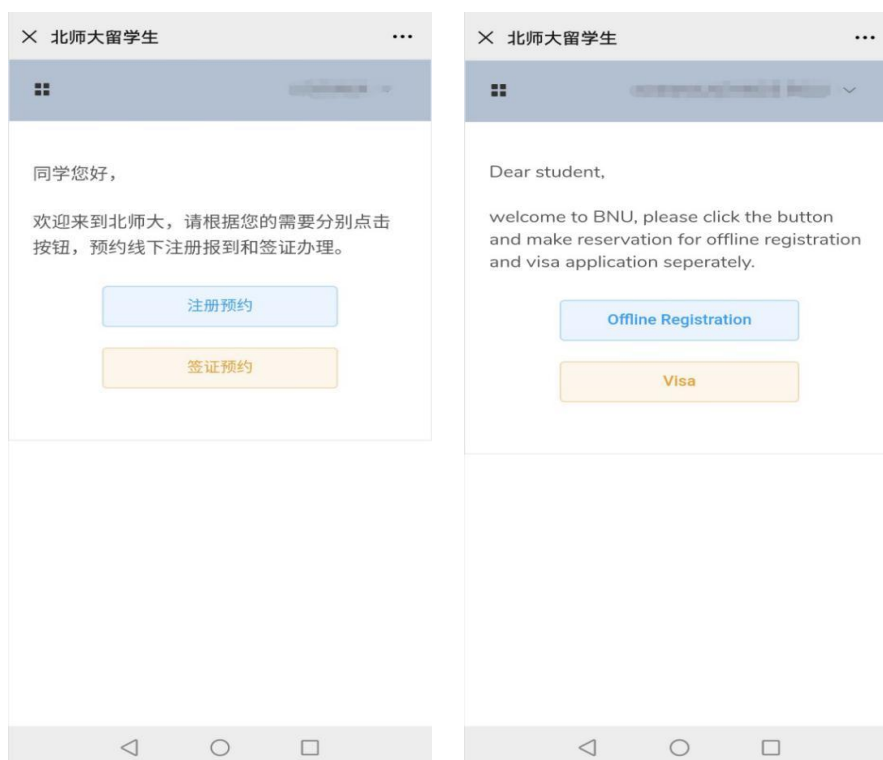 北师大留学生
同学您好，
欢迎来到北师大，请根据您的需要分别点击
按钮，预约线下注册报到和签证办理。
注册预约
签证预约
北师大留学生
Dear student,
welcome to BNU, please click the button
and make reservation for offline registration
and visa application seperately.
Offline Registration
Visa